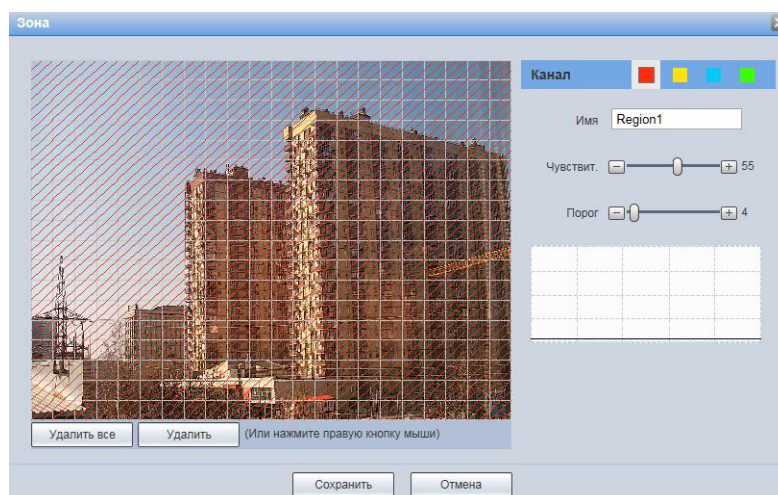 Зона
Канал
Имя Region1
Чувствит. 55
Порог 4
Удалить все Удалить (Или нажмите правую кнопку мыши)
Сохранить Отмена